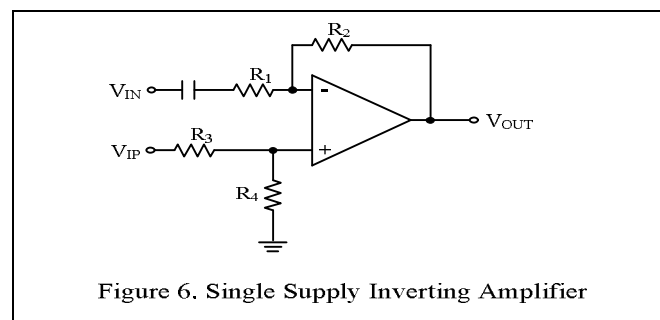 R2
VIN
R1
-
VOUT
VIP
R3
+
R4
Figure 6. Single Supply Inverting Amplifier